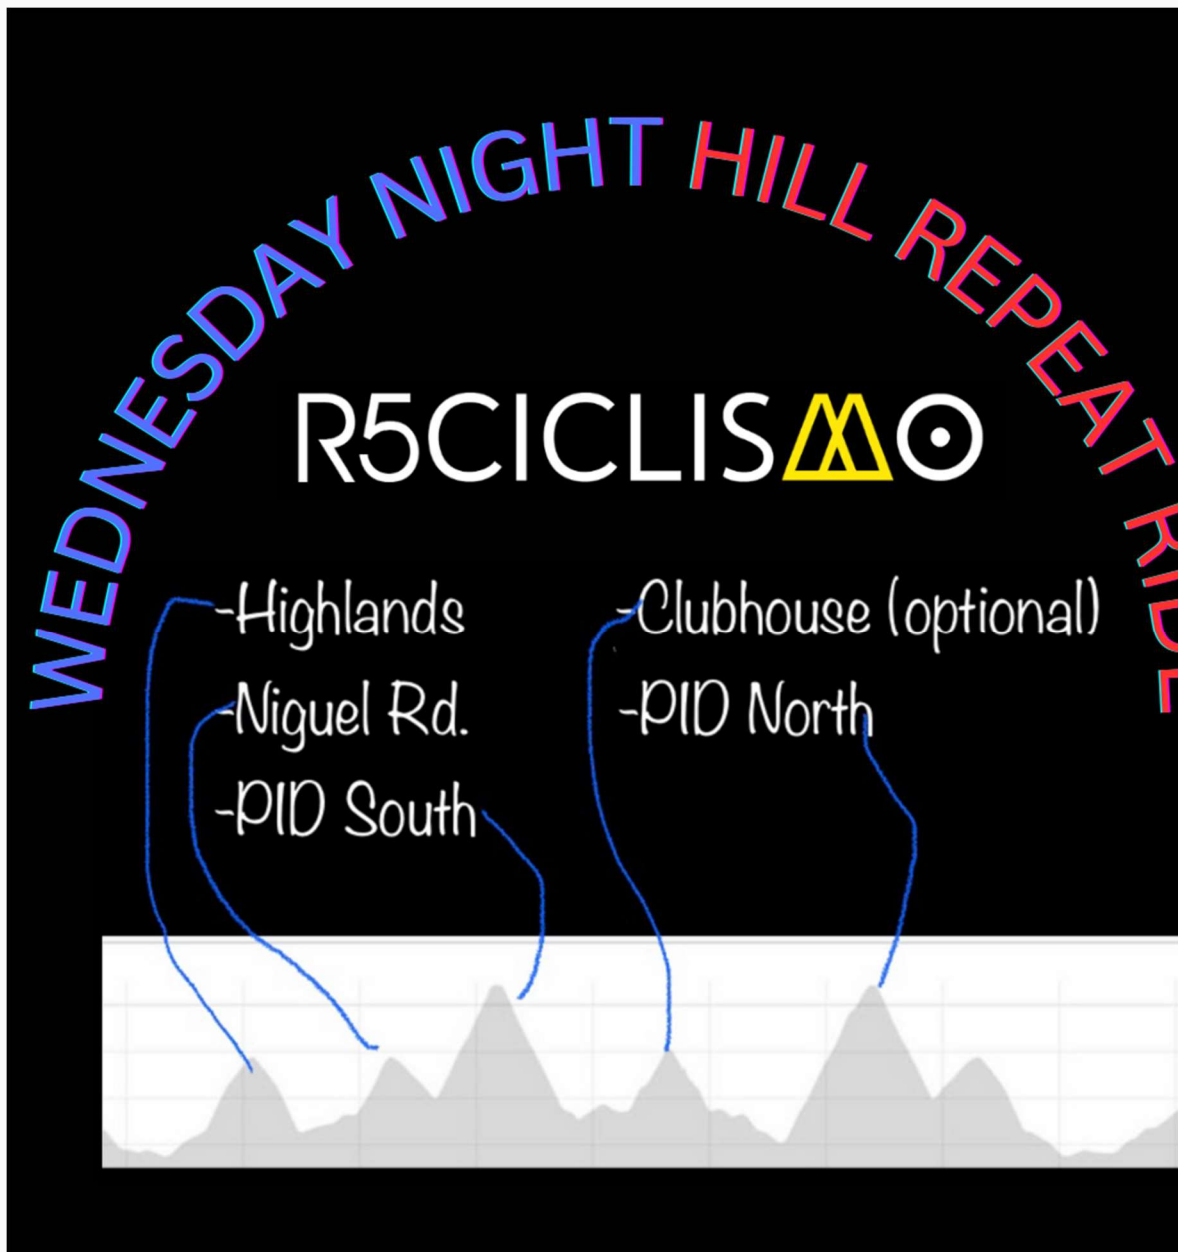 WEDNESDAY NIGHT HILL REPEAT RIDE
R5CICLISMO
-Highlands
-Niguel Rd.
-PID South
-Clubhouse (optional)
-PID North